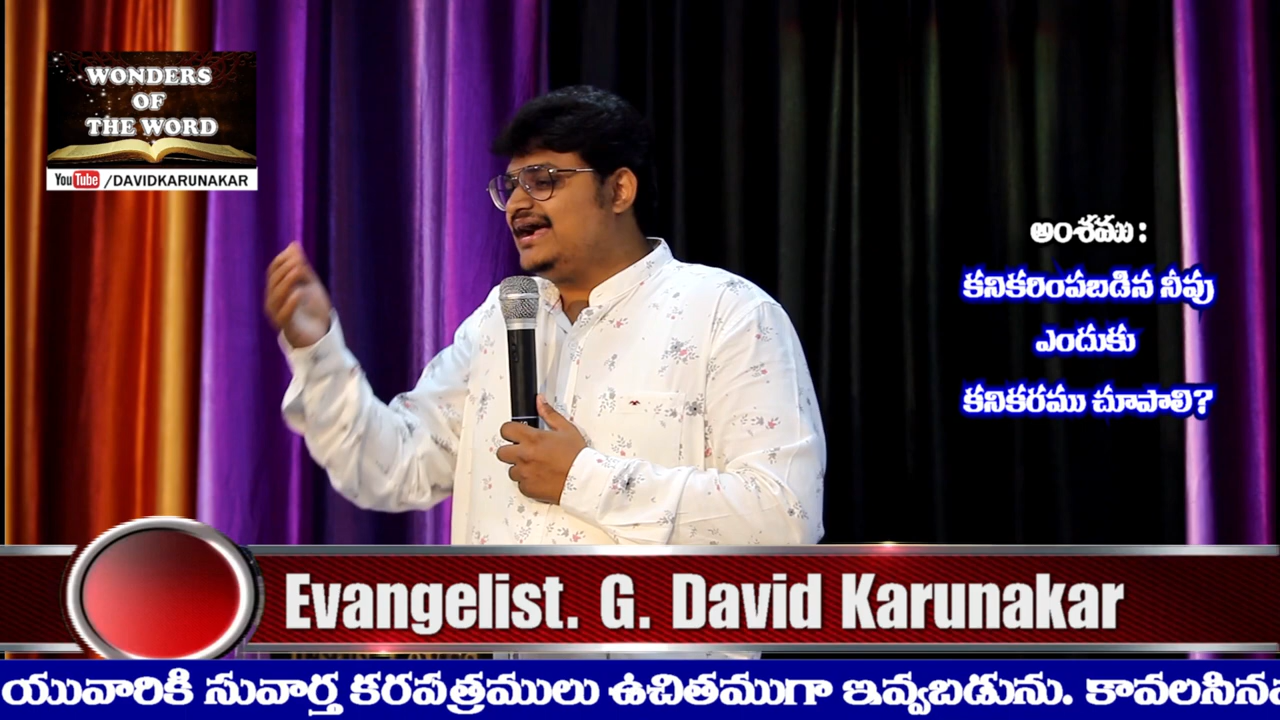 WONDERS
OF
THE WORD
YouTube /DAVIDKARUNAKAR
అంశము :
కనికరింపబడిన నీవు
ఎందుకు
కనికరము చూపాలి?
Evangelist. G. David Karunakar
యువారికి సువార్త కరపత్రములు ఉచితముగా ఇవ్వబడును. కావలసిన